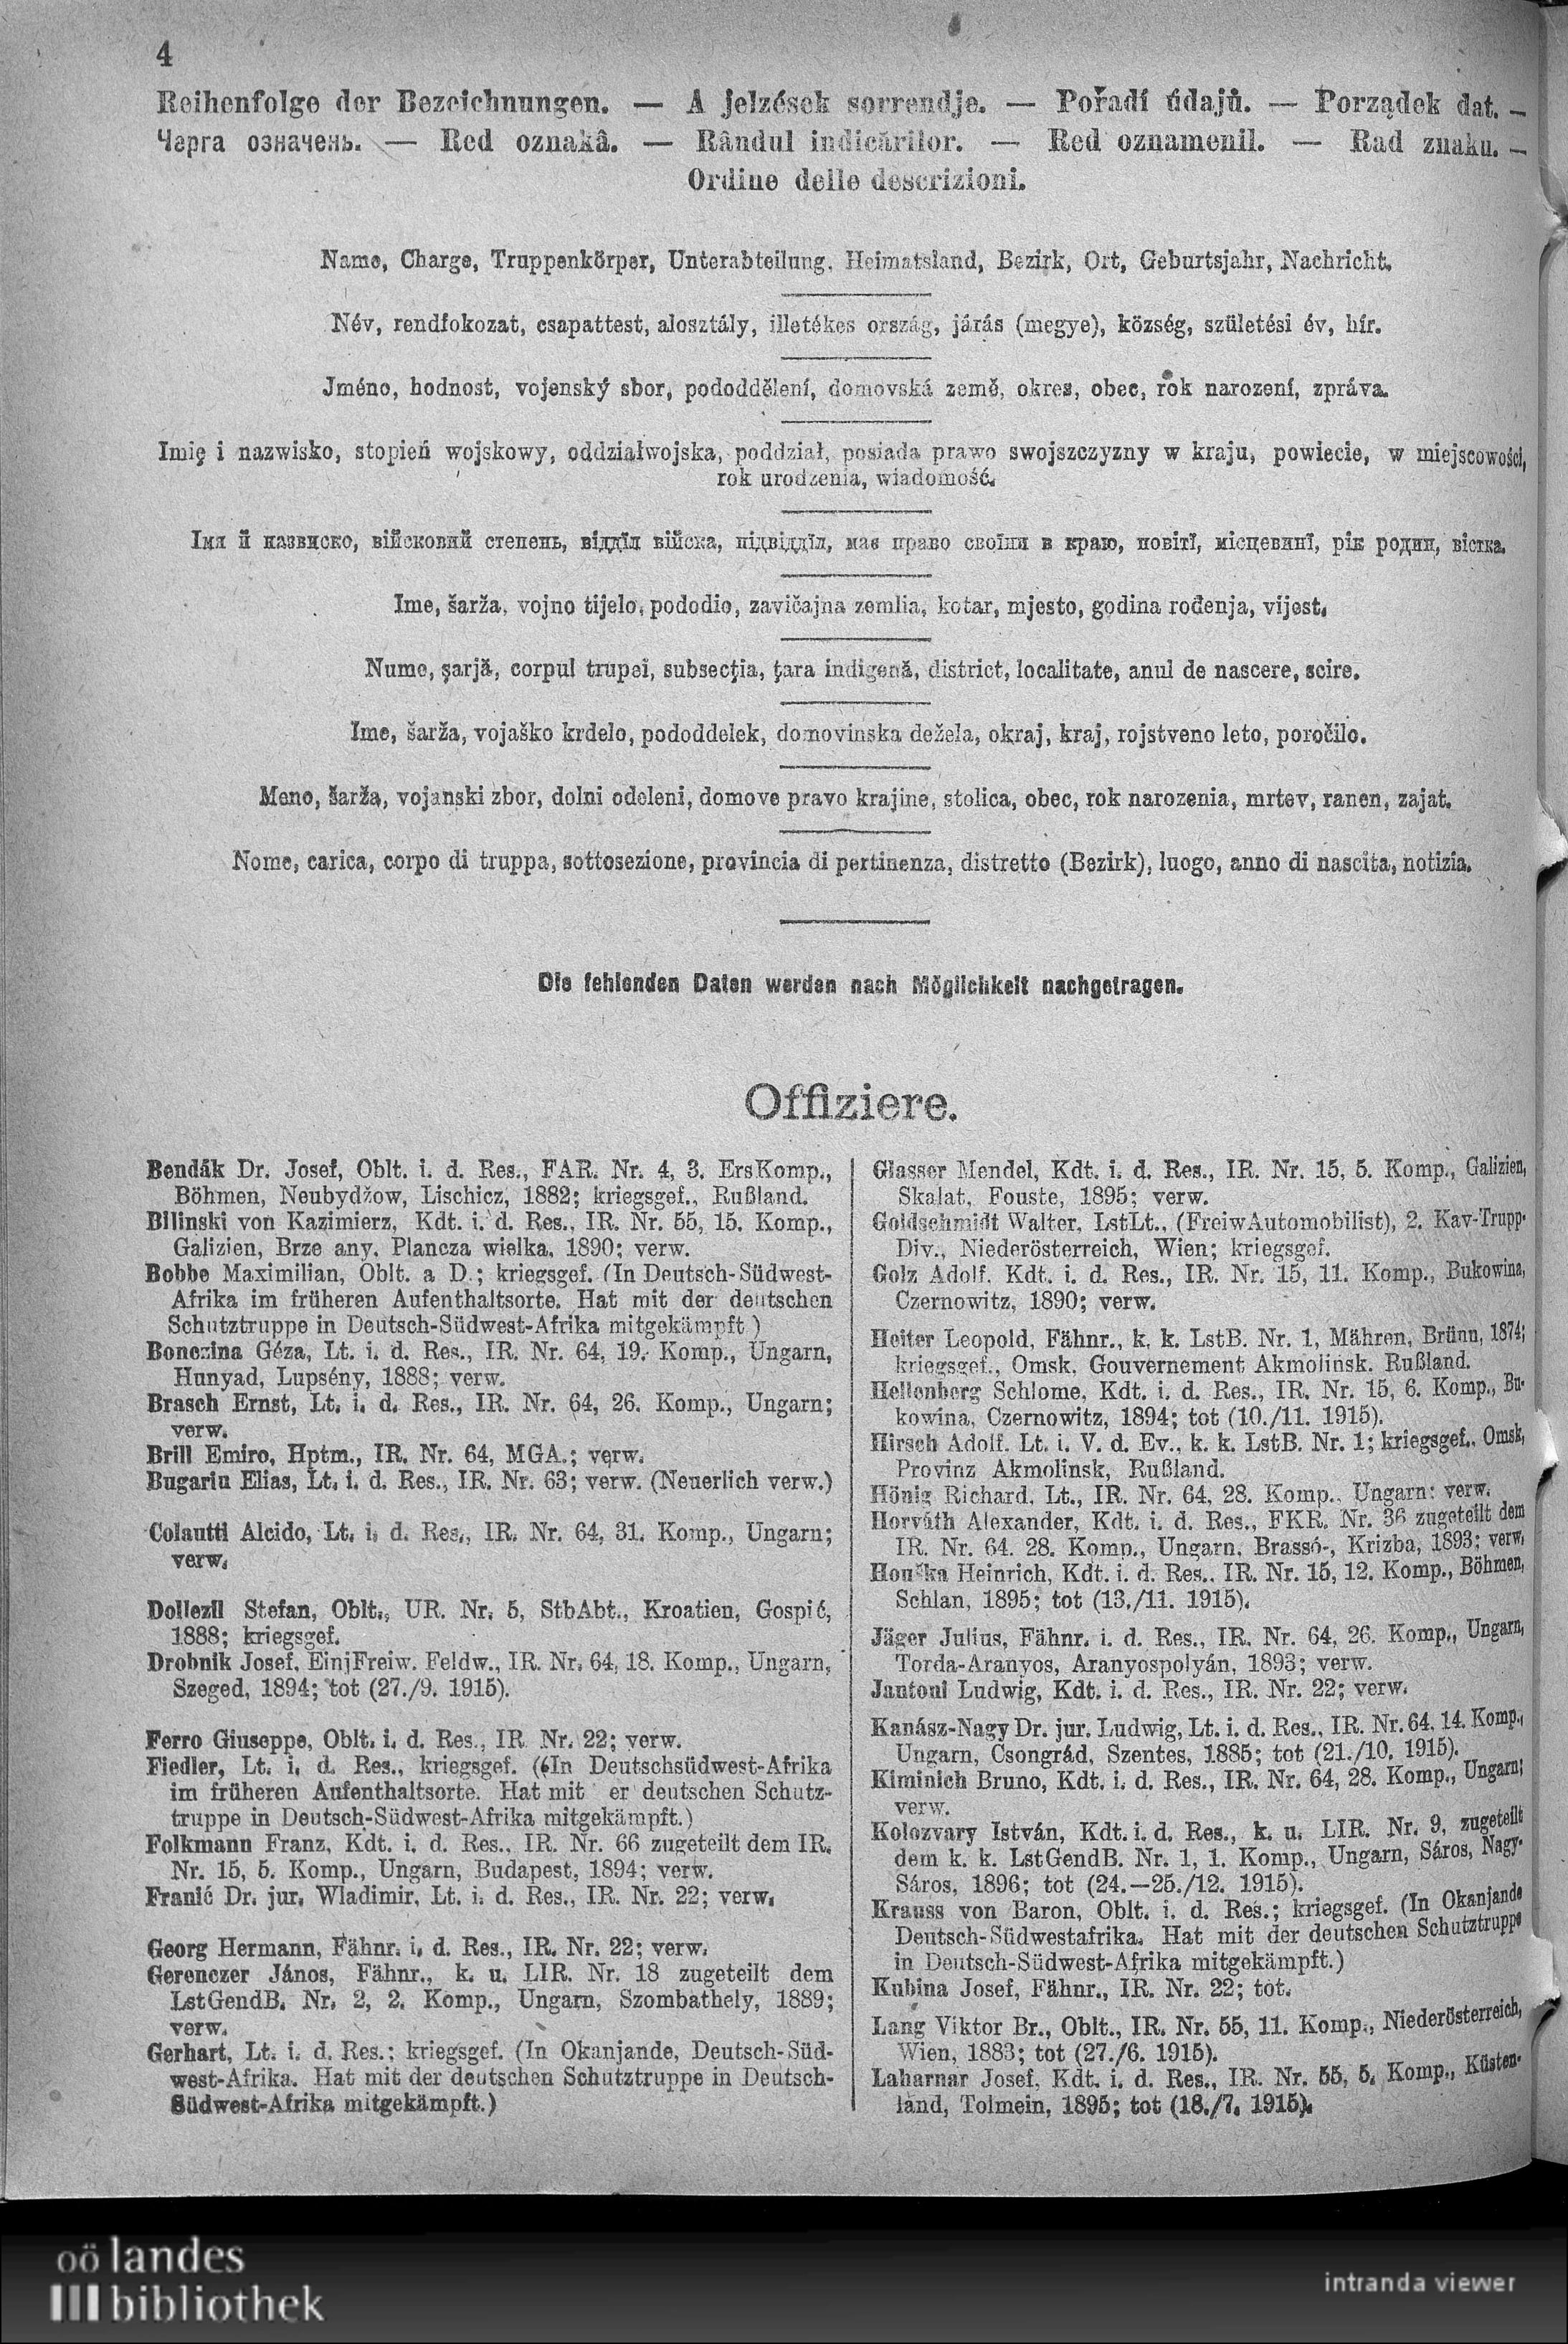 4
Reihenfolge der Bezeichnungen. — A jelzések sorrendje. — Pořadí údajů. — Porządek dat. —
Черга означень. — Red oznakâ. — Rândul indicărilor. — Red oznamenil. — Rad znaku. —
Ordine delle descrizioni.
Name, Charge, Truppenkörper, Unterabteilung, Heimatsland, Bezirk, Ort, Geburtsjahr, Nachricht.
Név, rendfokozat, csapattest, alosztály, illetékes ország, járás (megye), község, születési év, hír.
Jméno, hodnost, vojenský sbor, pododdělení, domovská země, okres, obec, rok narození, zpráva.
Imię i nazwisko, stopień wojskowy, oddziałwojska, poddział, posiada prawo swojszczyzny w kraju, powiecie, w miejscowości,
rok urodzenia, wiadomość.
Імя й назвиско, військовий степень, віддїл війска, підвіддїл, має право своїни в краю, повітї, місцевинї, рік родин, вістка.
Ime, šarža, vojno tijelo, pododio, zavičajna zemlia, kotar, mjesto, godina rođenja, vijest.
Nume, şarjă, corpul trupei, subsecţia, ţara indigenă, district, localitate, anul de nascere, scire.
Ime, šarža, vojaško krdelo, pododdelek, domovinska dežela, okraj, kraj, rojstveno leto, poročilo.
Meno, šarža, vojanski zbor, dolni odeleni, domove pravo krajine, stolica, obec, rok narozenia, mrtev, ranen, zajat.
Nome, carica, corpo di truppa, sottosezione, provincia di pertinenza, distretto (Bezirk), luogo, anno di nascita, notizia.
Die fehlenden Daten werden nach Möglichkeit nachgetragen.
Offiziere.
Bendák Dr. Josef, Oblt. i. d. Res., FAR. Nr. 4, 3. ErsKomp.,
Böhmen, Neubydžow, Lischicz, 1882; kriegsgef., Rußland.
Bilinski von Kazimierz, Kdt. i. d. Res., IR. Nr. 55, 15. Komp.,
Galizien, Brze any, Plancza wielka, 1890; verw.
Bobbe Maximilian, Oblt. a D.; kriegsgef. (In Deutsch-Südwest-
Afrika im früheren Aufenthaltsorte. Hat mit der deutschen
Schutztruppe in Deutsch-Südwest-Afrika mitgekämpft.)
Bonczina Géza, Lt. i. d. Res., IR. Nr. 64, 19. Komp., Ungarn,
Hunyad, Lupsény, 1888; verw.
Brasch Ernst, Lt. i. d. Res., IR. Nr. 64, 26. Komp., Ungarn;
verw.
Brill Emiro, Hptm., IR. Nr. 64, MGA.; verw.
Bugariu Elias, Lt. i. d. Res., IR. Nr. 63; verw. (Neuerlich verw.)
Colautti Alcido, Lt. i. d. Res., IR. Nr. 64, 31. Komp., Ungarn;
verw.
Dollezil Stefan, Oblt., UR. Nr. 5, StbAbt., Kroatien, Gospić,
1888; kriegsgef.
Drobnik Josef, EinjFreiw. Feldw., IR. Nr. 64, 18. Komp., Ungarn,
Szeged, 1894; tot (27./9. 1915).
Ferro Giuseppe, Oblt. i. d. Res., IR. Nr. 22; verw.
Fiedler, Lt. i. d. Res., kriegsgef. (In Deutschsüdwest-Afrika
im früheren Aufenthaltsorte. Hat mit er deutschen Schutz-
truppe in Deutsch-Südwest-Afrika mitgekämpft.)
Folkmann Franz, Kdt. i. d. Res., IR. Nr. 66 zugeteilt dem IR.
Nr. 15, 5. Komp., Ungarn, Budapest, 1894; verw.
Franić Dr. jur. Wladimir, Lt. i. d. Res., IR. Nr. 22; verw.
Georg Hermann, Fähnr. i. d. Res., IR. Nr. 22; verw.
Gerenczer János, Fähnr., k. u. LIR. Nr. 18 zugeteilt dem
LstGendB. Nr. 2, 2. Komp., Ungarn, Szombathely, 1889;
verw.
Gerhart, Lt. i. d. Res.; kriegsgef. (In Okanjande, Deutsch-Süd-
west-Afrika. Hat mit der deutschen Schutztruppe in Deutsch-
Südwest-Afrika mitgekämpft.)
Glasser Mendel, Kdt. i. d. Res., IR. Nr. 15, 5. Komp., Galizien,
Skalat, Fouste, 1895; verw.
Goldschmidt Walter, LstLt., (FreiwAutomobilist), 2. Kav-Trupp-
Div., Niederösterreich, Wien; kriegsgef.
Golz Adolf, Kdt. i. d. Res., IR. Nr. 15, 11. Komp., Bukowina,
Czernowitz, 1890; verw.
Heiter Leopold, Fähnr., k. k. LstB. Nr. 1, Mähren, Brünn, 1874;
kriegsgef., Omsk, Gouvernement Akmolinsk, Rußland.
Hellenberg Schlome, Kdt. i. d. Res., IR. Nr. 15, 6. Komp., Bu-
kowina, Czernowitz, 1894; tot (10./11. 1915).
Hirsch Adolf, Lt. i. V. d. Ev., k. k. LstB. Nr. 1; kriegsgef., Omsk,
Provinz Akmolinsk, Rußland.
Hönig Richard, Lt., IR. Nr. 64, 28. Komp., Ungarn; verw.
Horváth Alexander, Kdt. i. d. Res., FKR. Nr. 36 zugeteilt dem
IR. Nr. 64, 28. Komp., Ungarn, Brassó-, Krizba, 1893; verw.
Houška Heinrich, Kdt. i. d. Res., IR. Nr. 15, 12. Komp., Böhmen,
Schlan, 1895; tot (13./11. 1915).
Jäger Julius, Fähnr. i. d. Res., IR. Nr. 64, 26. Komp., Ungarn,
Torda-Aranyos, Aranyospolyán, 1893; verw.
Jantoni Ludwig, Kdt. i. d. Res., IR. Nr. 22; verw.
Kanász-Nagy Dr. jur. Ludwig, Lt. i. d. Res., IR. Nr. 64, 14. Komp.,
Ungarn, Csongrád, Szentes, 1885; tot (21./10. 1915).
Kiminich Bruno, Kdt. i. d. Res., IR. Nr. 64, 28. Komp., Ungarn;
verw.
Kolozvary István, Kdt. i. d. Res., k. u. LIR. Nr. 9, zugeteilt
dem k. k. LstGendB. Nr. 1, 1. Komp., Ungarn, Sáros, Nagy-
Sáros, 1896; tot (24.—25./12. 1915).
Krauss von Baron, Oblt. i. d. Res.; kriegsgef. (In Okanjande
Deutsch-Südwestafrika. Hat mit der deutschen Schutztruppe
in Deutsch-Südwest-Afrika mitgekämpft.)
Kubina Josef, Fähnr., IR. Nr. 22; tot.
Lang Viktor Br., Oblt., IR. Nr. 55, 11. Komp., Niederösterreich,
Wien, 1883; tot (27./6. 1915).
Laharnar Josef, Kdt. i. d. Res., IR. Nr. 55, 5. Komp., Küsten-
land, Tolmein, 1895; tot (18./7. 1915).
oö landes
bibliothek
intranda viewer